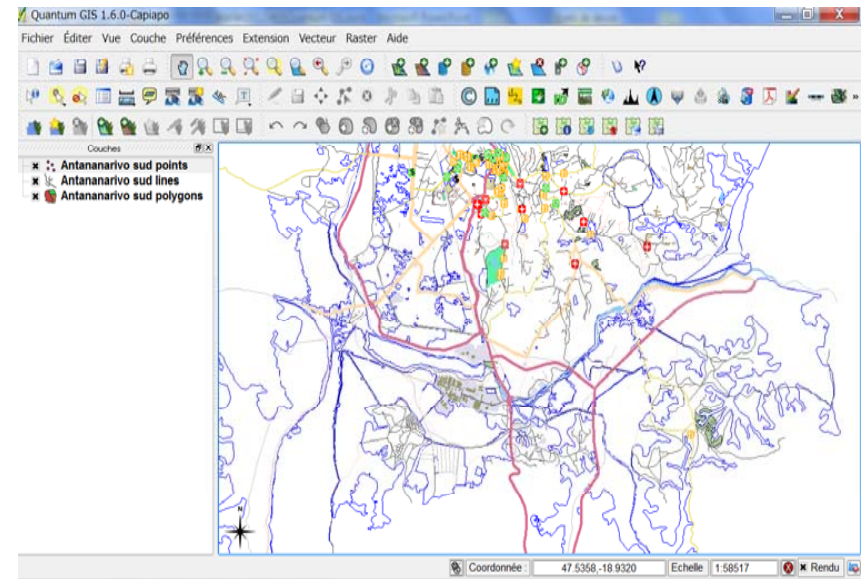 Quantum GIS 1.6.0-Capiapo
Fichier Éditer Vue Couche Préférences Extension Vecteur Raster Aide
Couches
Antananarivo sud points
Antananarivo sud lines
Antananarivo sud polygons
N
Coordonnée : 47.5358,-18.9320 Echelle 1:58517 Rendu